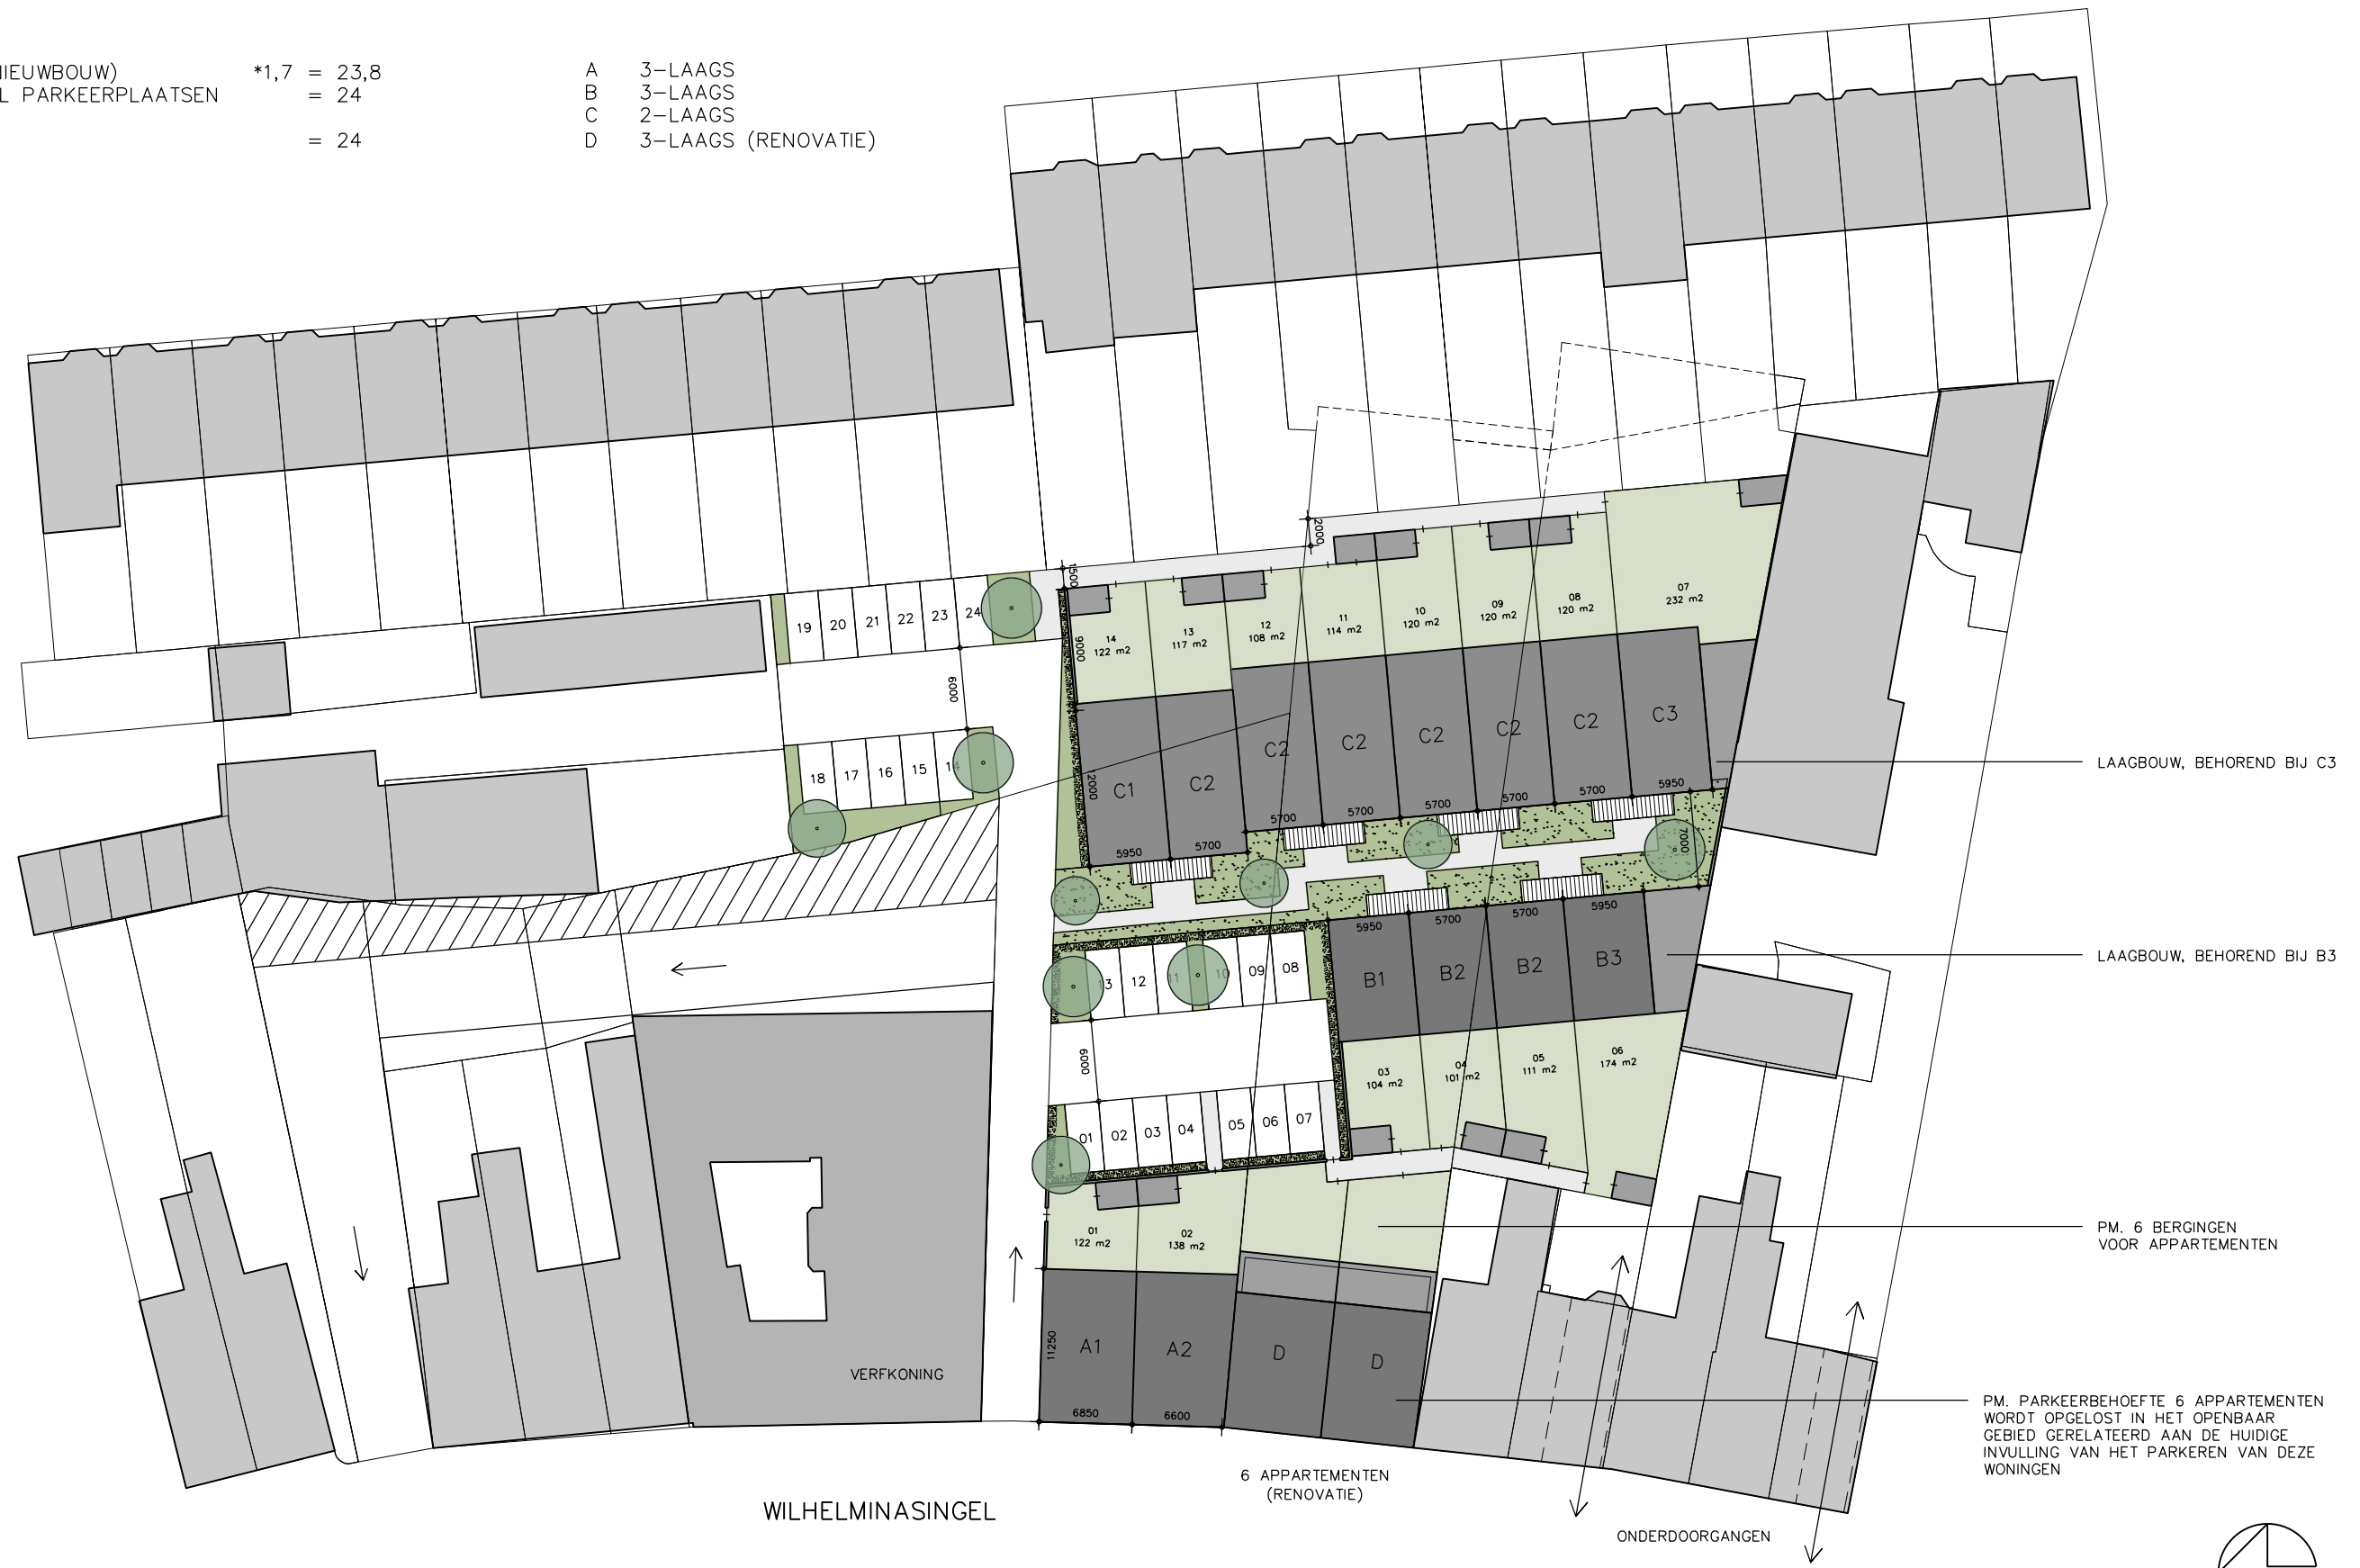 IEUWBOUW) *1,7 = 23,8
L PARKEERPLAATSEN = 24
= 24
A 3-LAAGS
B 3-LAAGS
C 2-LAAGS
D 3-LAAGS (RENOVATIE)
2000
1500
19 20 21 22 23 24
6000
18 17 16 15
9000
14
122 m2
13
117 m2
12
108 m2
11
114 m2
10
120 m2
09
120 m2
08
120 m2
07
232 m2
C1 C2 C2 C2 C2 C2 C2 C3
12000
5950 5700 5700 5700 5700 5700 5700 5950
7000
LAAGBOUW, BEHOREND BIJ C3
13 12 11 10 09 08
6000
5950 5700 5700 5950
B1 B2 B2 B3
LAAGBOUW, BEHOREND BIJ B3
03
104 m2
04
101 m2
05
111 m2
06
174 m2
01 02 03 04 05 06 07
01
122 m2
02
138 m2
PM. 6 BERGINGEN
VOOR APPARTEMENTEN
A1 A2 D D
11250
6850 6600
VERFKONING
PM. PARKEERBEHOEFTE 6 APPARTEMENTEN
WORDT OPGELOST IN HET OPENBAAR
GEBIED GERELATEERD AAN DE HUIDIGE
INVULLING VAN HET PARKEREN VAN DEZE
WONINGEN
6 APPARTEMENTEN
(RENOVATIE)
WILHELMINASINGEL
ONDERDOORGANGEN